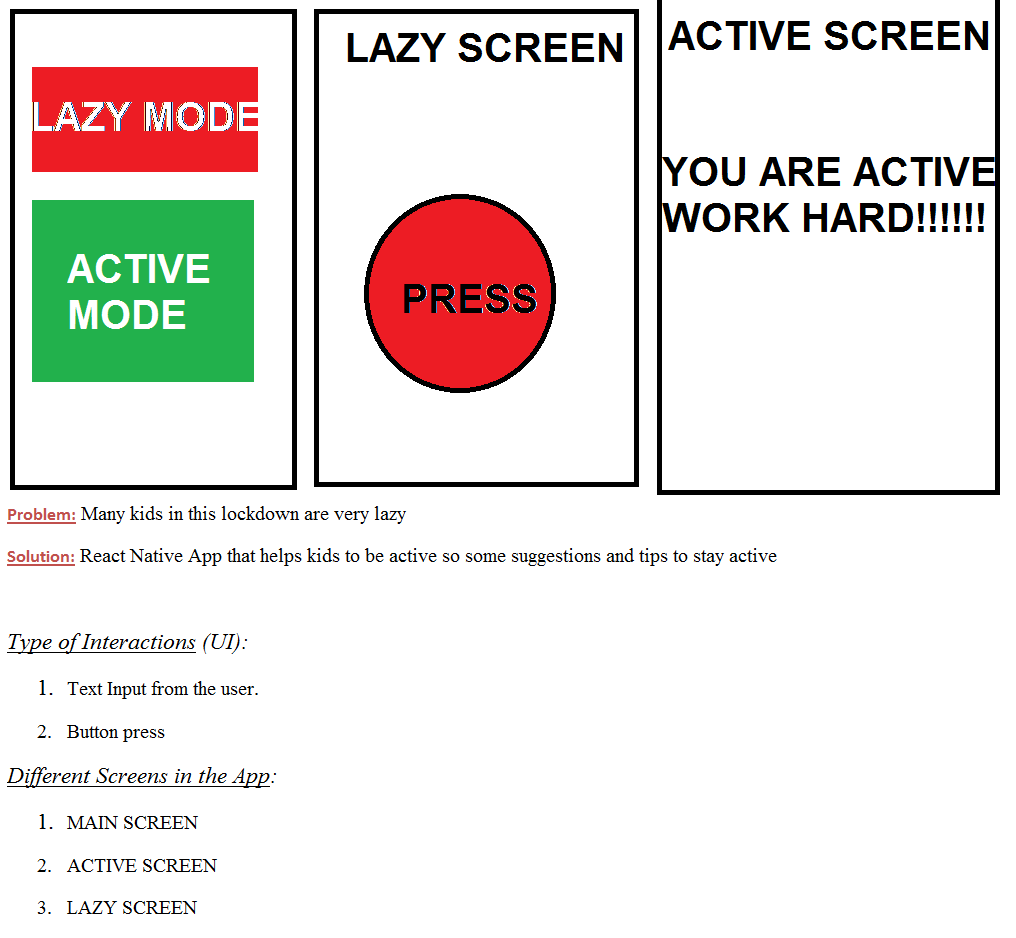 LAZY MODE
ACTIVE
MODE
LAZY SCREEN
PRESS
ACTIVE SCREEN
YOU ARE ACTIVE
WORK HARD!!!!!!
Problem: Many kids in this lockdown are very lazy
Solution: React Native App that helps kids to be active so some suggestions and tips to stay active
Type of Interactions (UI):
1. Text Input from the user.
2. Button press
Different Screens in the App:
1. MAIN SCREEN
2. ACTIVE SCREEN
3. LAZY SCREEN